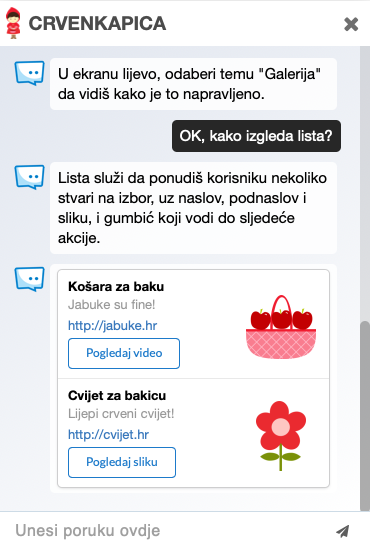 CRVENKAPICA
U ekranu lijevo, odaberi temu "Galerija"
da vidiš kako je to napravljeno.
OK, kako izgleda lista?
Lista služi da ponudiš korisniku nekoliko
stvari na izbor, uz naslov, podnaslov i
sliku, i gumbić koji vodi do sljedeće
akcije.
Košara za baku
Jabuke su fine!
http://jabuke.hr
Pogledaj video
Cvijet za bakicu
Lijepi crveni cvijet!
http://cvijet.hr
Pogledaj sliku
Unesi poruku ovdje